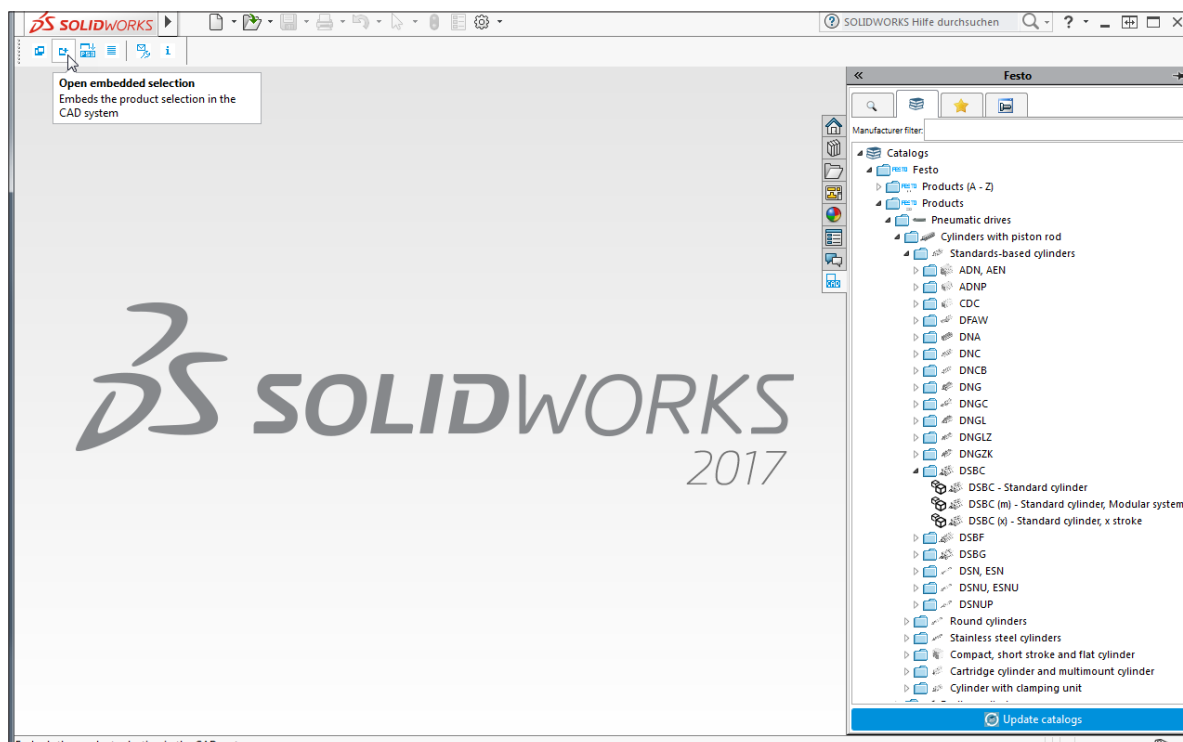 SOLIDWORKS
SOLIDWORKS Hilfe durchsuchen
Open embedded selection
Embeds the product selection in the
CAD system
Festo
Manufacturer filter:
Catalogs
Festo
Products (A - Z)
Products
Pneumatic drives
Cylinders with piston rod
Standards-based cylinders
ADN, AEN
ADNP
CDC
DFAW
DNA
DNC
DNCB
DNG
DNGC
DNGL
DNGLZ
DNGZK
DSBC
DSBC - Standard cylinder
DSBC (m) - Standard cylinder, Modular system
DSBC (x) - Standard cylinder, x stroke
DSBF
DSBG
DSN, ESN
DSNU, ESNU
DSNUP
Round cylinders
Stainless steel cylinders
Compact, short stroke and flat cylinder
Cartridge cylinder and multimount cylinder
Cylinder with clamping unit
Update catalogs
SOLIDWORKS
2017